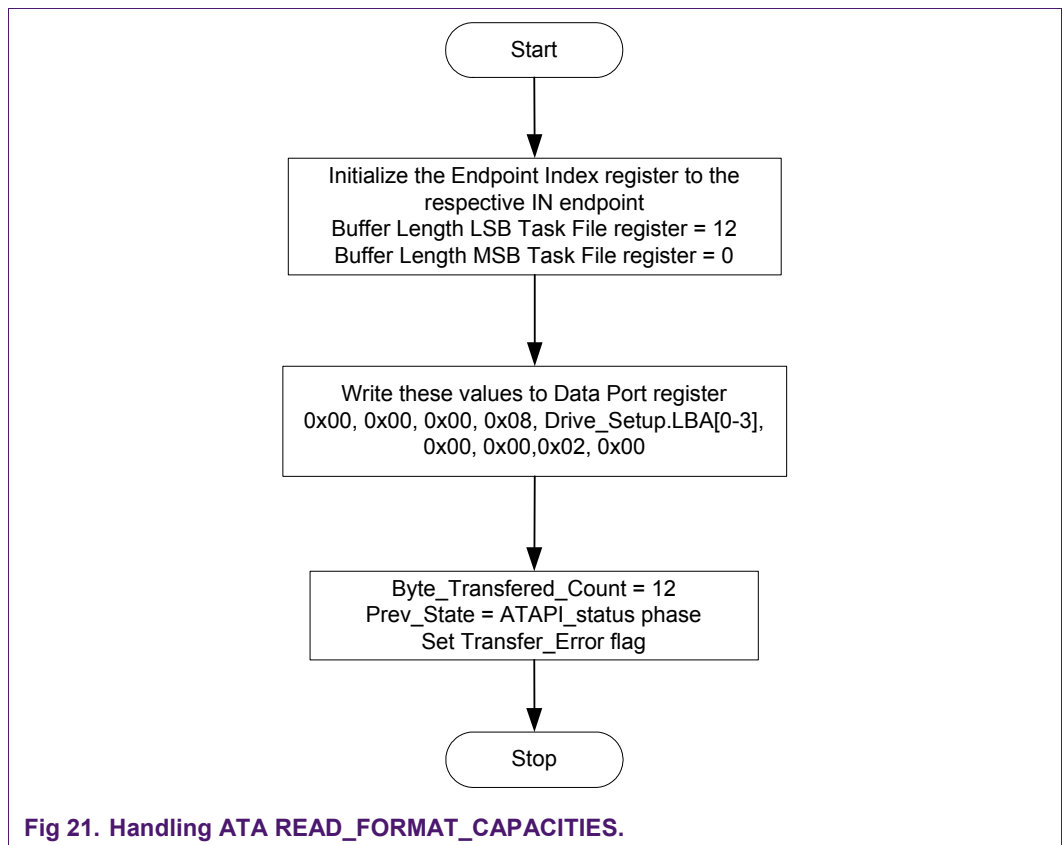 Start
Initialize the Endpoint Index register to the
respective IN endpoint
Buffer Length LSB Task File register = 12
Buffer Length MSB Task File register = 0
Write these values to Data Port register
0x00, 0x00, 0x00, 0x08, Drive_Setup.LBA[0-3],
0x00, 0x00,0x02, 0x00
Byte_Transfered_Count = 12
Prev_State = ATAPI_status phase
Set Transfer_Error flag
Stop
Fig 21. Handling ATA READ_FORMAT_CAPACITIES.